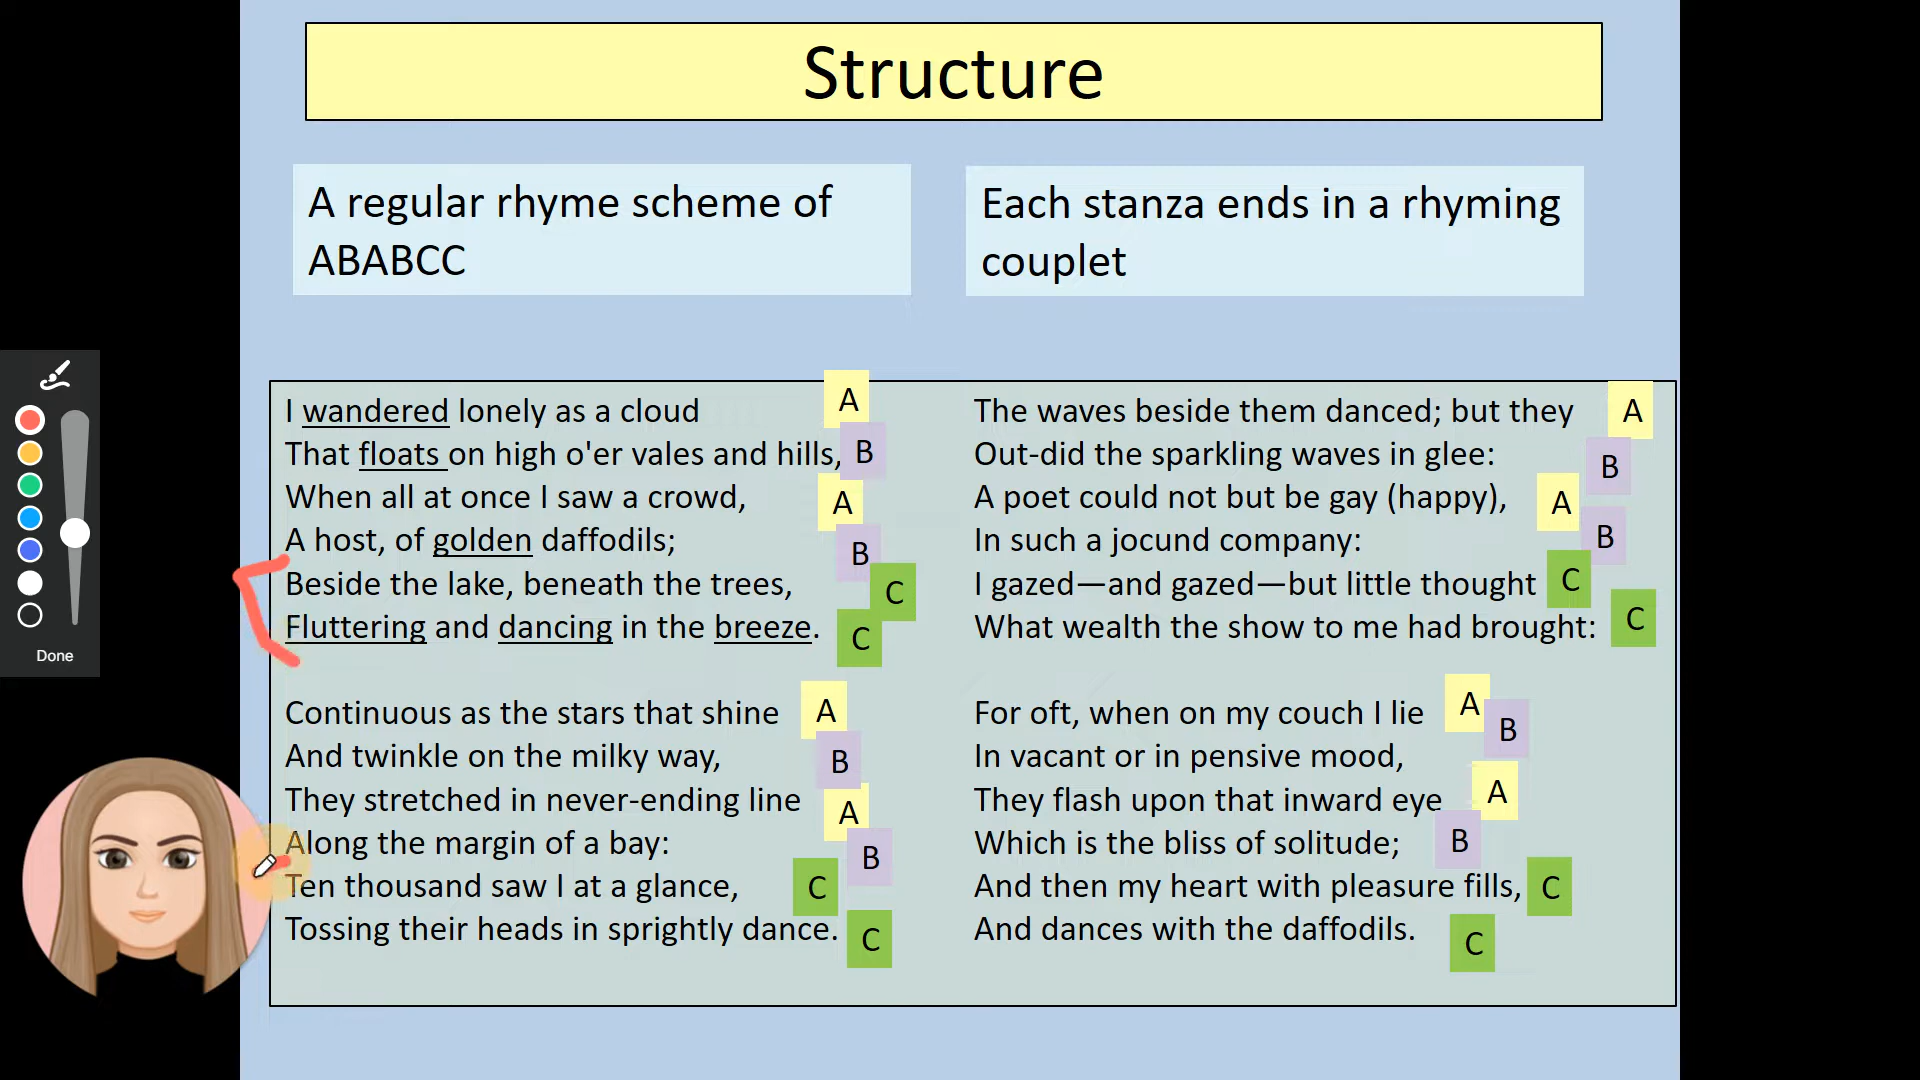 Structure
A regular rhyme scheme of
ABABCC
Each stanza ends in a rhyming
couplet
I wandered lonely as a cloud A
That floats on high o'er vales and hills, B
When all at once I saw a crowd, A
A host, of golden daffodils; B
Beside the lake, beneath the trees, C
Fluttering and dancing in the breeze. C
Continuous as the stars that shine A
And twinkle on the milky way, B
They stretched in never-ending line A
Along the margin of a bay: B
Ten thousand saw I at a glance, C
Tossing their heads in sprightly dance. C
The waves beside them danced; but they A
Out-did the sparkling waves in glee: B
A poet could not but be gay (happy), A
In such a jocund company: B
I gazed—and gazed—but little thought C
What wealth the show to me had brought: C
For oft, when on my couch I lie A
In vacant or in pensive mood, B
They flash upon that inward eye A
Which is the bliss of solitude; B
And then my heart with pleasure fills, C
And dances with the daffodils. C
Done